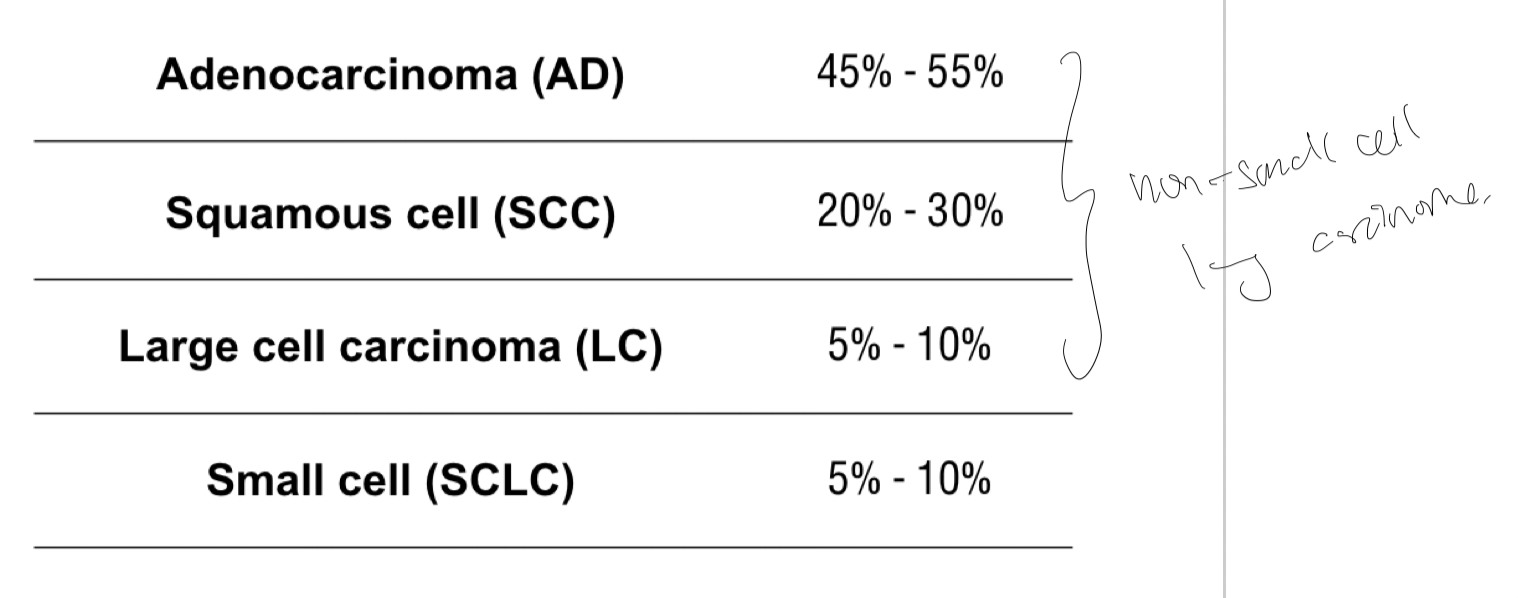 Adenocarcinoma (AD) 45% - 55%
Squamous cell (SCC) 20% - 30%
Large cell carcinoma (LC) 5% - 10%
Small cell (SCLC) 5% - 10%
non-small cell
lung carcinoma